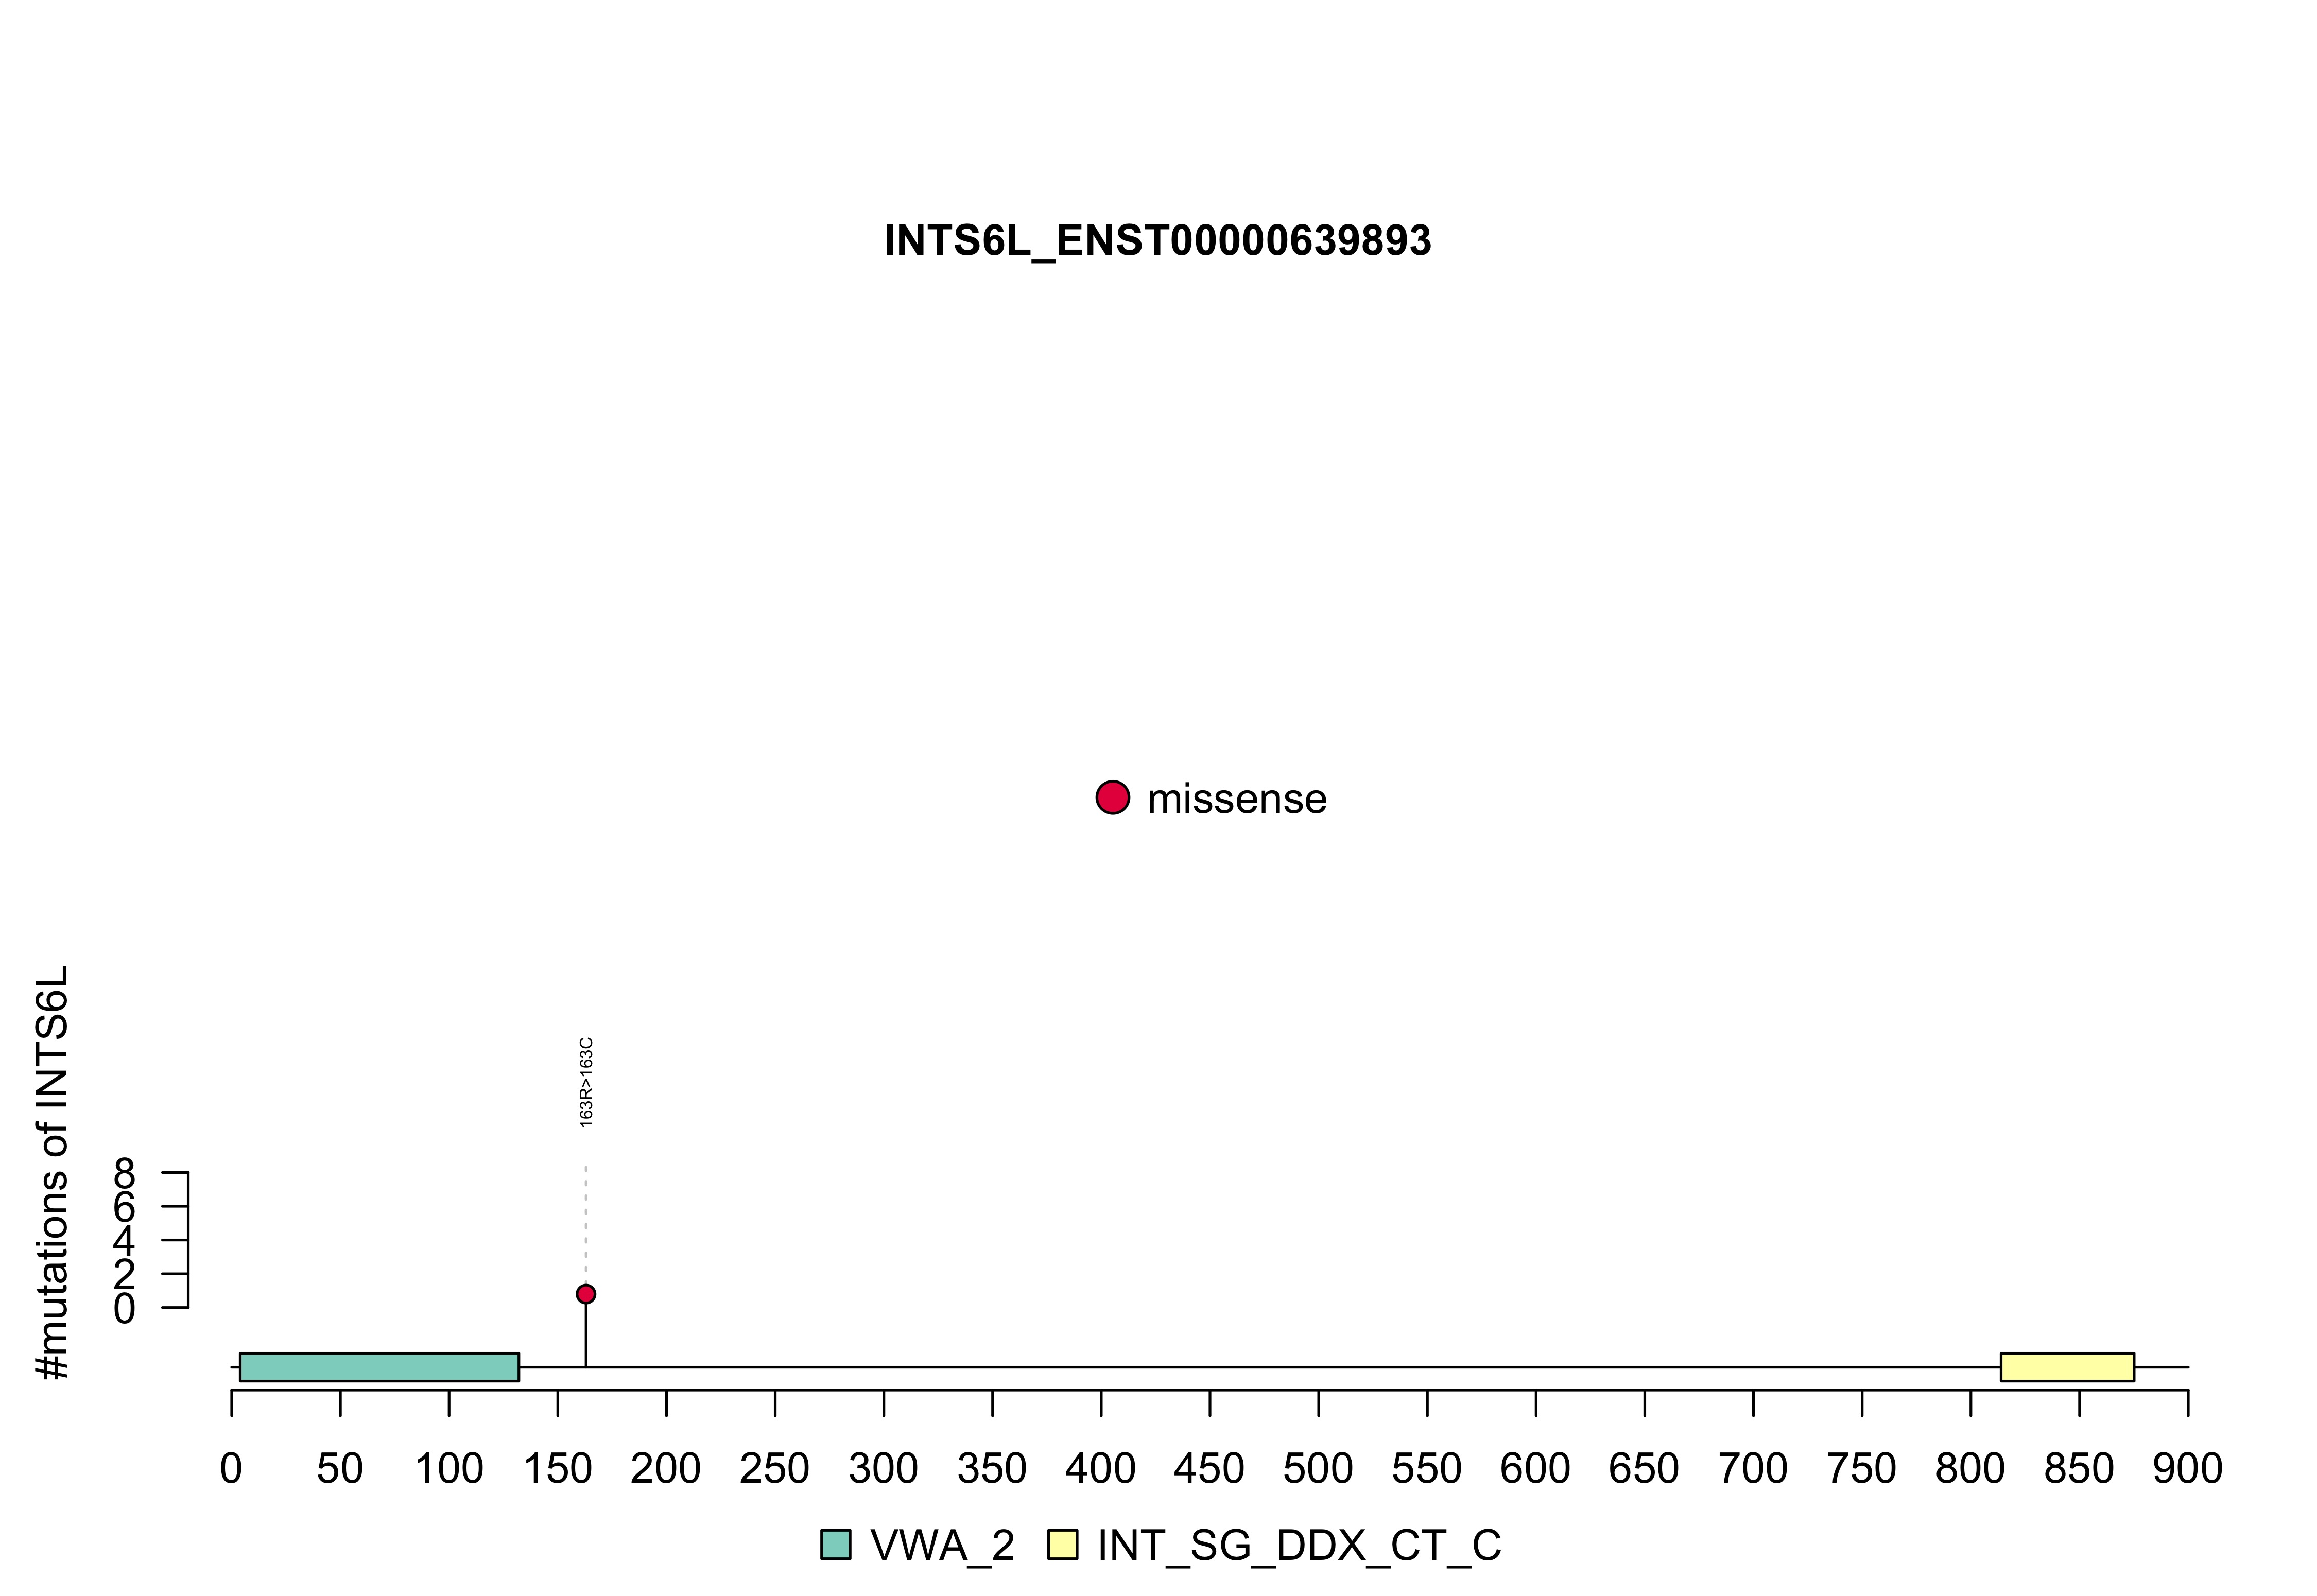 INTS6L_ENST00000639893
missense
#mutations of INTS6L
163R>163C
8
6
4
2
0
0 50 100 150 200 250 300 350 400 450 500 550 600 650 700 750 800 850 900
VWA_2 INT_SG_DDX_CT_C